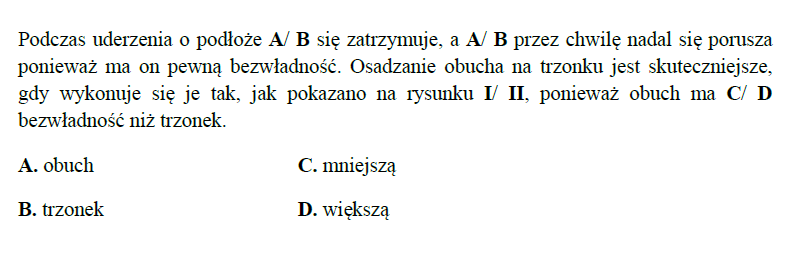 Podczas uderzenia o podłoże A/ B się zatrzymuje, a A/ B przez chwilę nadal się porusza
ponieważ ma on pewną bezwładność. Osadzanie obucha na trzonku jest skuteczniejsze,
gdy wykonuje się je tak, jak pokazano na rysunku I/ II, ponieważ obuch ma C/ D
bezwładność niż trzonek.
A. obuch C. mniejszą
B. trzonek D. większą